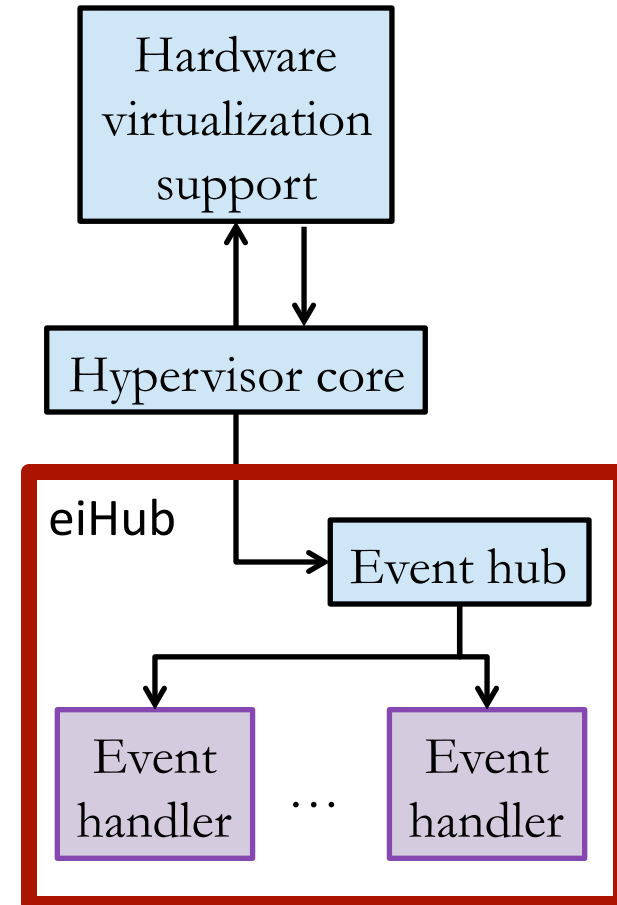 Hardware
virtualization
support
Hypervisor core
eiHub
Event hub
Event
handler
...
Event
handler